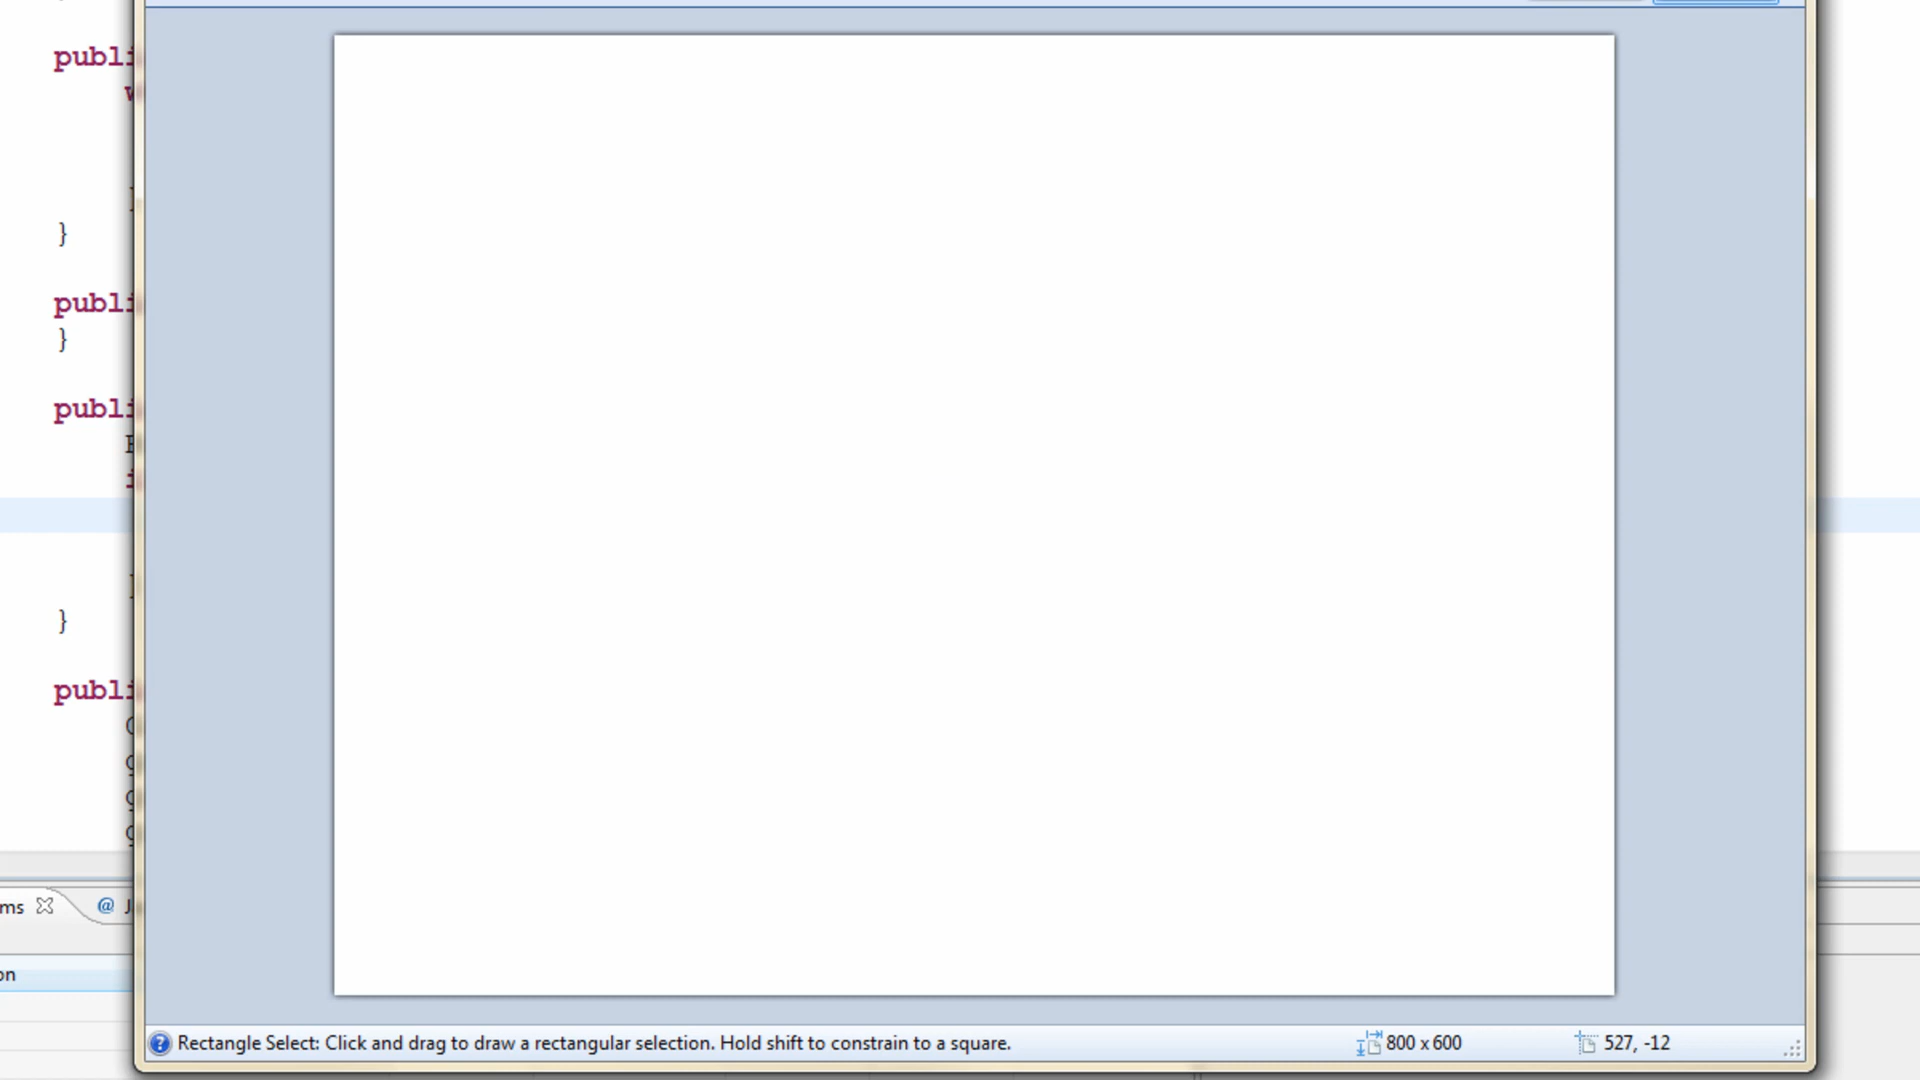 publi
w
}
}
publi
}
publi
i
}
}
publi
g
g
g
ms @ J
on
Rectangle Select: Click and drag to draw a rectangular selection. Hold shift to constrain to a square. 800 x 600 527, -12